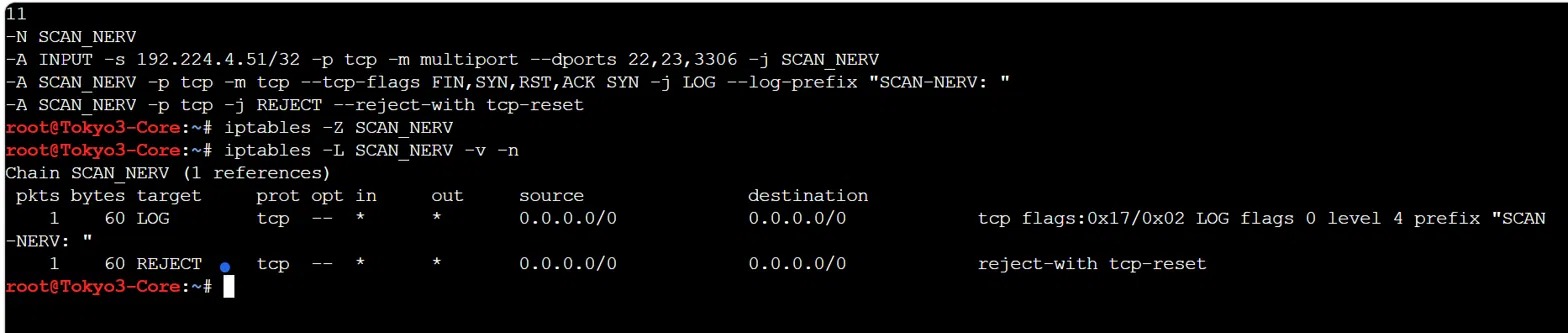 11
-N SCAN_NERV
-A INPUT -s 192.224.4.51/32 -p tcp -m multiport --dports 22,23,3306 -j SCAN_NERV
-A SCAN_NERV -p tcp -m tcp --tcp-flags FIN,SYN,RST,ACK SYN -j LOG --log-prefix "SCAN-NERV: "
-A SCAN_NERV -p tcp -j REJECT --reject-with tcp-reset
root@Tokyo3-Core:~# iptables -Z SCAN_NERV
root@Tokyo3-Core:~# iptables -L SCAN_NERV -v -n
Chain SCAN_NERV (1 references)
 pkts bytes target     prot opt in     out     source               destination
    1    60 LOG        tcp  --  *      *       0.0.0.0/0            0.0.0.0/0            tcp flags:0x17/0x02 LOG flags 0 level 4 prefix "SCAN
-NERV: "
    1    60 REJECT     tcp  --  *      *       0.0.0.0/0            0.0.0.0/0            reject-with tcp-reset
root@Tokyo3-Core:~#